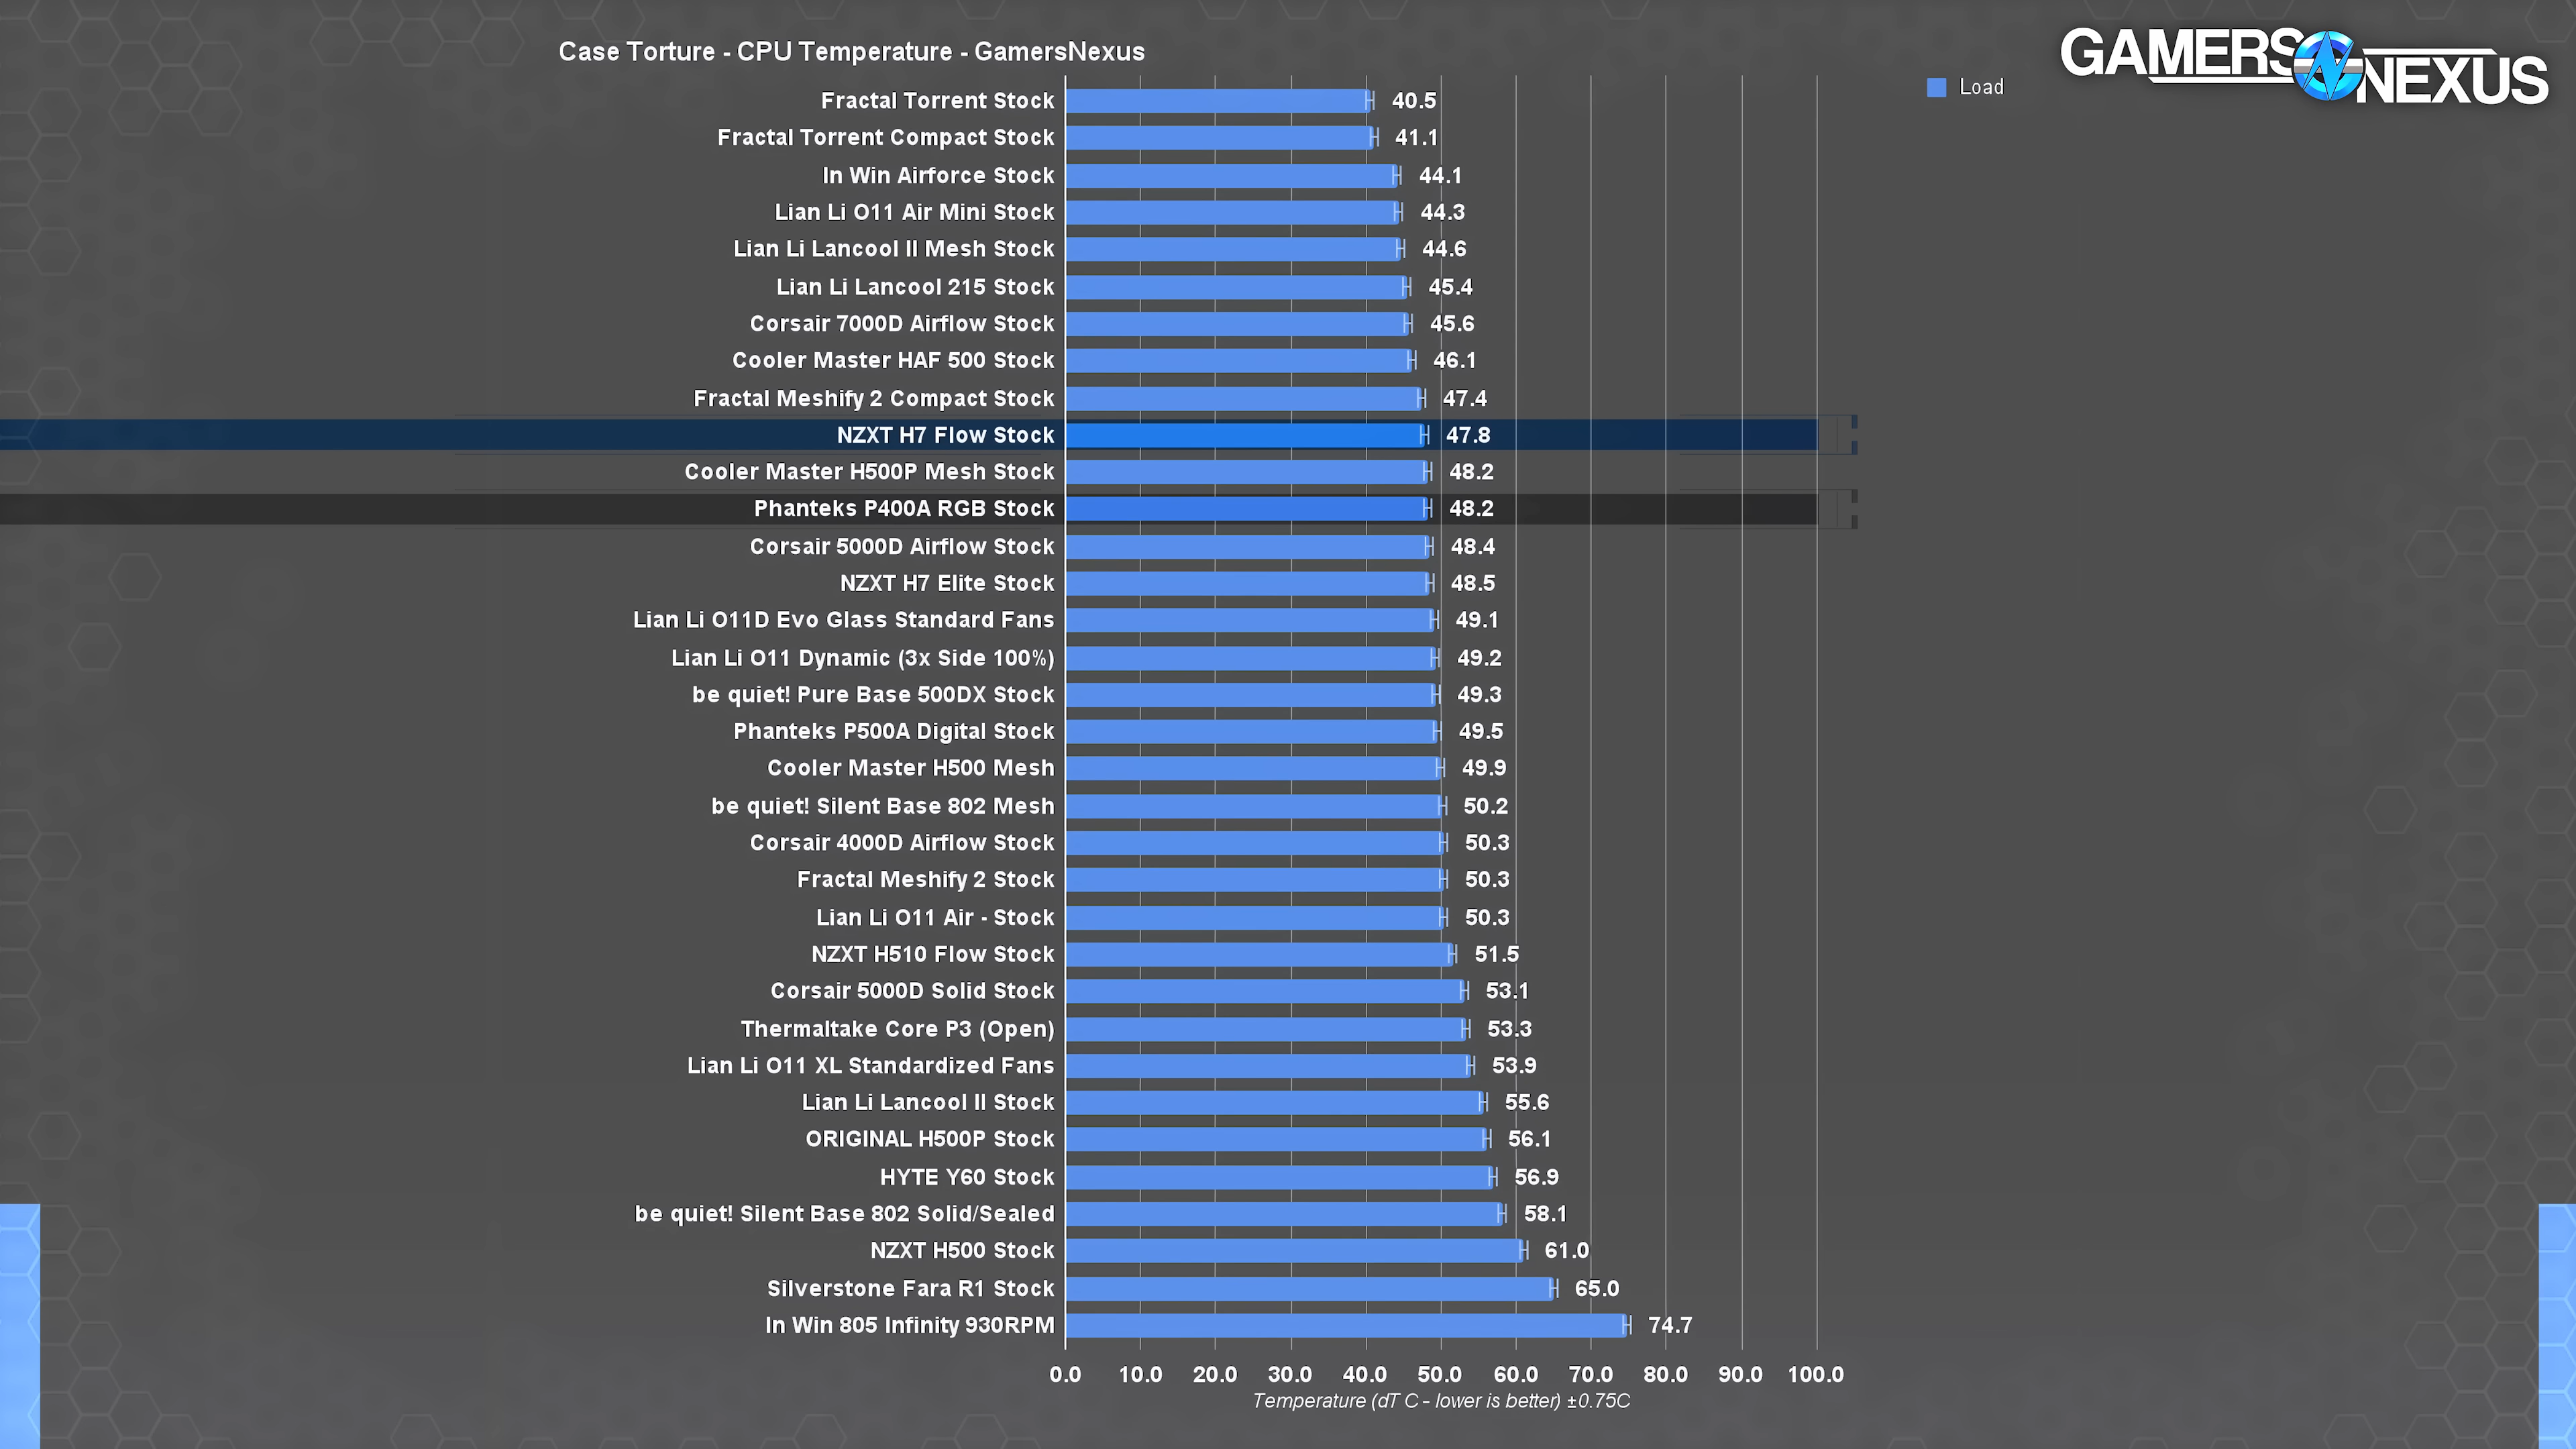 GAMERS NEXUS
Case Torture - CPU Temperature - GamersNexus
Load
Fractal Torrent Stock 40.5
Fractal Torrent Compact Stock 41.1
In Win Airforce Stock 44.1
Lian Li O11 Air Mini Stock 44.3
Lian Li Lancool II Mesh Stock 44.6
Lian Li Lancool 215 Stock 45.4
Corsair 7000D Airflow Stock 45.6
Cooler Master HAF 500 Stock 46.1
Fractal Meshify 2 Compact Stock 47.4
NZXT H7 Flow Stock 47.8
Cooler Master H500P Mesh Stock 48.2
Phanteks P400A RGB Stock 48.2
Corsair 5000D Airflow Stock 48.4
NZXT H7 Elite Stock 48.5
Lian Li O11D Evo Glass Standard Fans 49.1
Lian Li O11 Dynamic (3x Side 100%) 49.2
be quiet! Pure Base 500DX Stock 49.3
Phanteks P500A Digital Stock 49.5
Cooler Master H500 Mesh 49.9
be quiet! Silent Base 802 Mesh 50.2
Corsair 4000D Airflow Stock 50.3
Fractal Meshify 2 Stock 50.3
Lian Li O11 Air - Stock 50.3
NZXT H510 Flow Stock 51.5
Corsair 5000D Solid Stock 53.1
Thermaltake Core P3 (Open) 53.3
Lian Li O11 XL Standardized Fans 53.9
Lian Li Lancool II Stock 55.6
ORIGINAL H500P Stock 56.1
HYTE Y60 Stock 56.9
be quiet! Silent Base 802 Solid/Sealed 58.1
NZXT H500 Stock 61.0
Silverstone Fara R1 Stock 65.0
In Win 805 Infinity 930RPM 74.7
0.0 10.0 20.0 30.0 40.0 50.0 60.0 70.0 80.0 90.0 100.0
Temperature (dT C - lower is better) ±0.75C